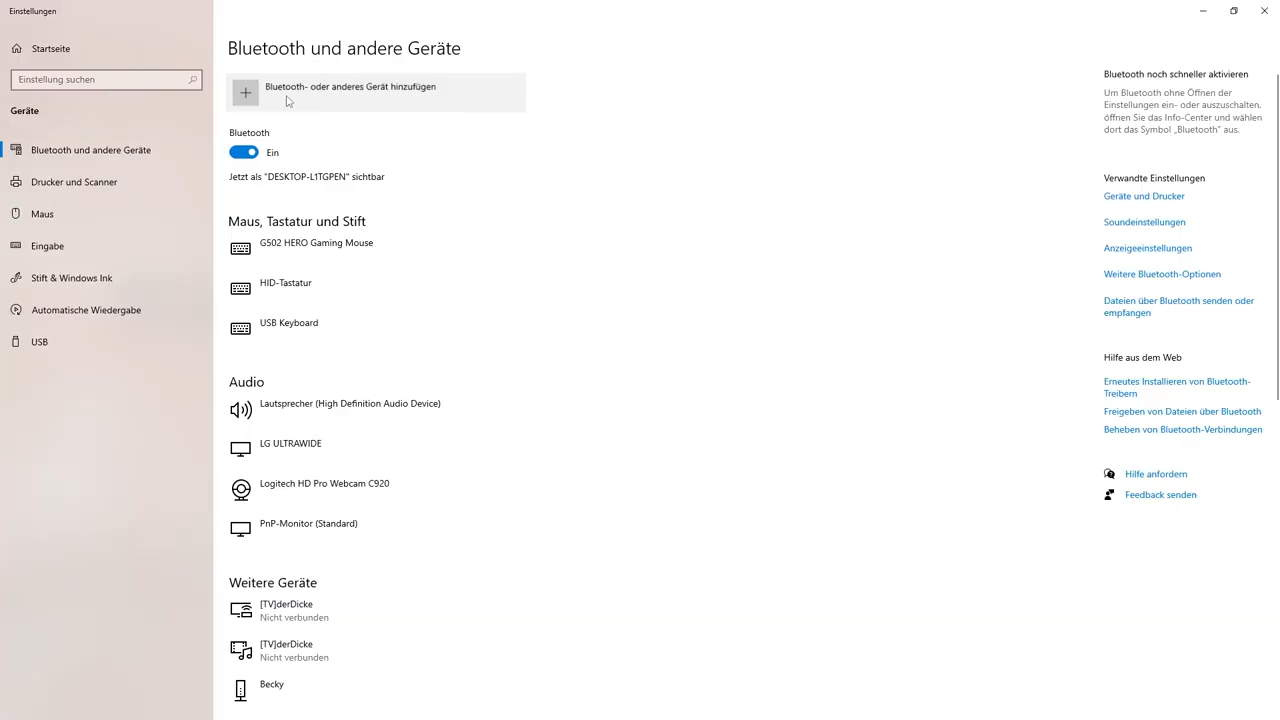 Einstellungen
Startseite
Einstellung suchen
Geräte
Bluetooth und andere Geräte
Drucker und Scanner
Maus
Eingabe
Stift & Windows Ink
Automatische Wiedergabe
USB
Bluetooth und andere Geräte
Bluetooth- oder anderes Gerät hinzufügen
Bluetooth
Ein
Jetzt als "DESKTOP-L1TGPEN" sichtbar
Maus, Tastatur und Stift
G502 HERO Gaming Mouse
HID-Tastatur
USB Keyboard
Audio
Lautsprecher (High Definition Audio Device)
LG ULTRAWIDE
Logitech HD Pro Webcam C920
PnP-Monitor (Standard)
Weitere Geräte
[TV]derDicke
Nicht verbunden
[TV]derDicke
Nicht verbunden
Becky
Bluetooth noch schneller aktivieren
Um Bluetooth ohne Öffnen der
Einstellungen ein- oder auszuschalten,
öffnen Sie das Info-Center und wählen
dort das Symbol „Bluetooth" aus.
Verwandte Einstellungen
Geräte und Drucker
Soundeinstellungen
Anzeigeeinstellungen
Weitere Bluetooth-Optionen
Dateien über Bluetooth senden oder
empfangen
Hilfe aus dem Web
Erneutes Installieren von Bluetooth-
Treibern
Freigeben von Dateien über Bluetooth
Beheben von Bluetooth-Verbindungen
Hilfe anfordern
Feedback senden